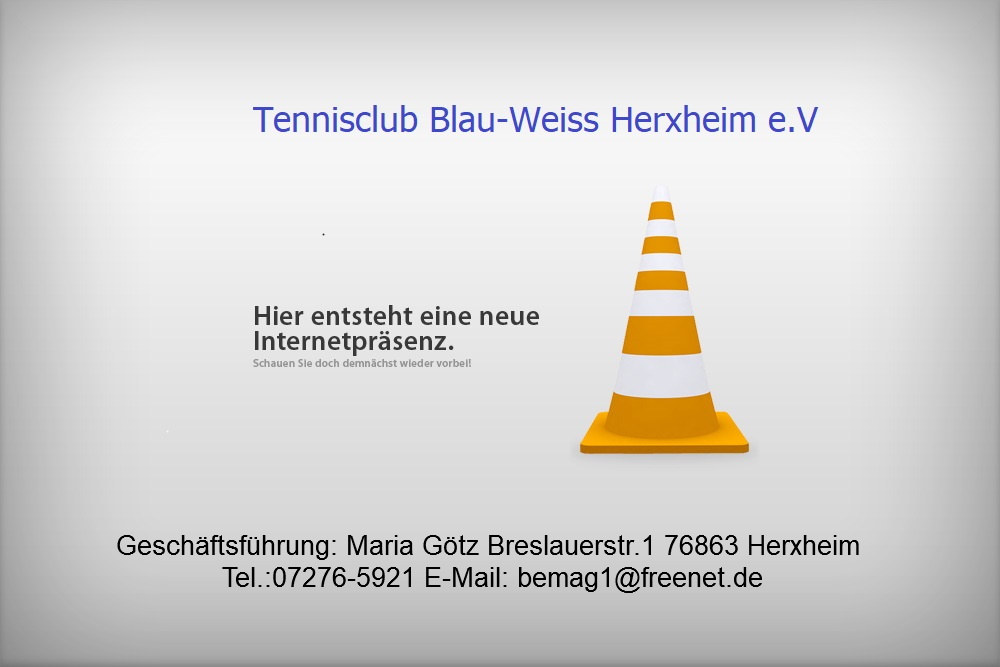 Tennisclub Blau-Weiss Herxheim e.V
Hier entsteht eine neue
Internetpräsenz.
Schauen Sie doch demnächst wieder vorbei!
Geschäftsführung: Maria Götz Breslauerstr.1 76863 Herxheim
Tel.:07276-5921 E-Mail: bemag1@freenet.de